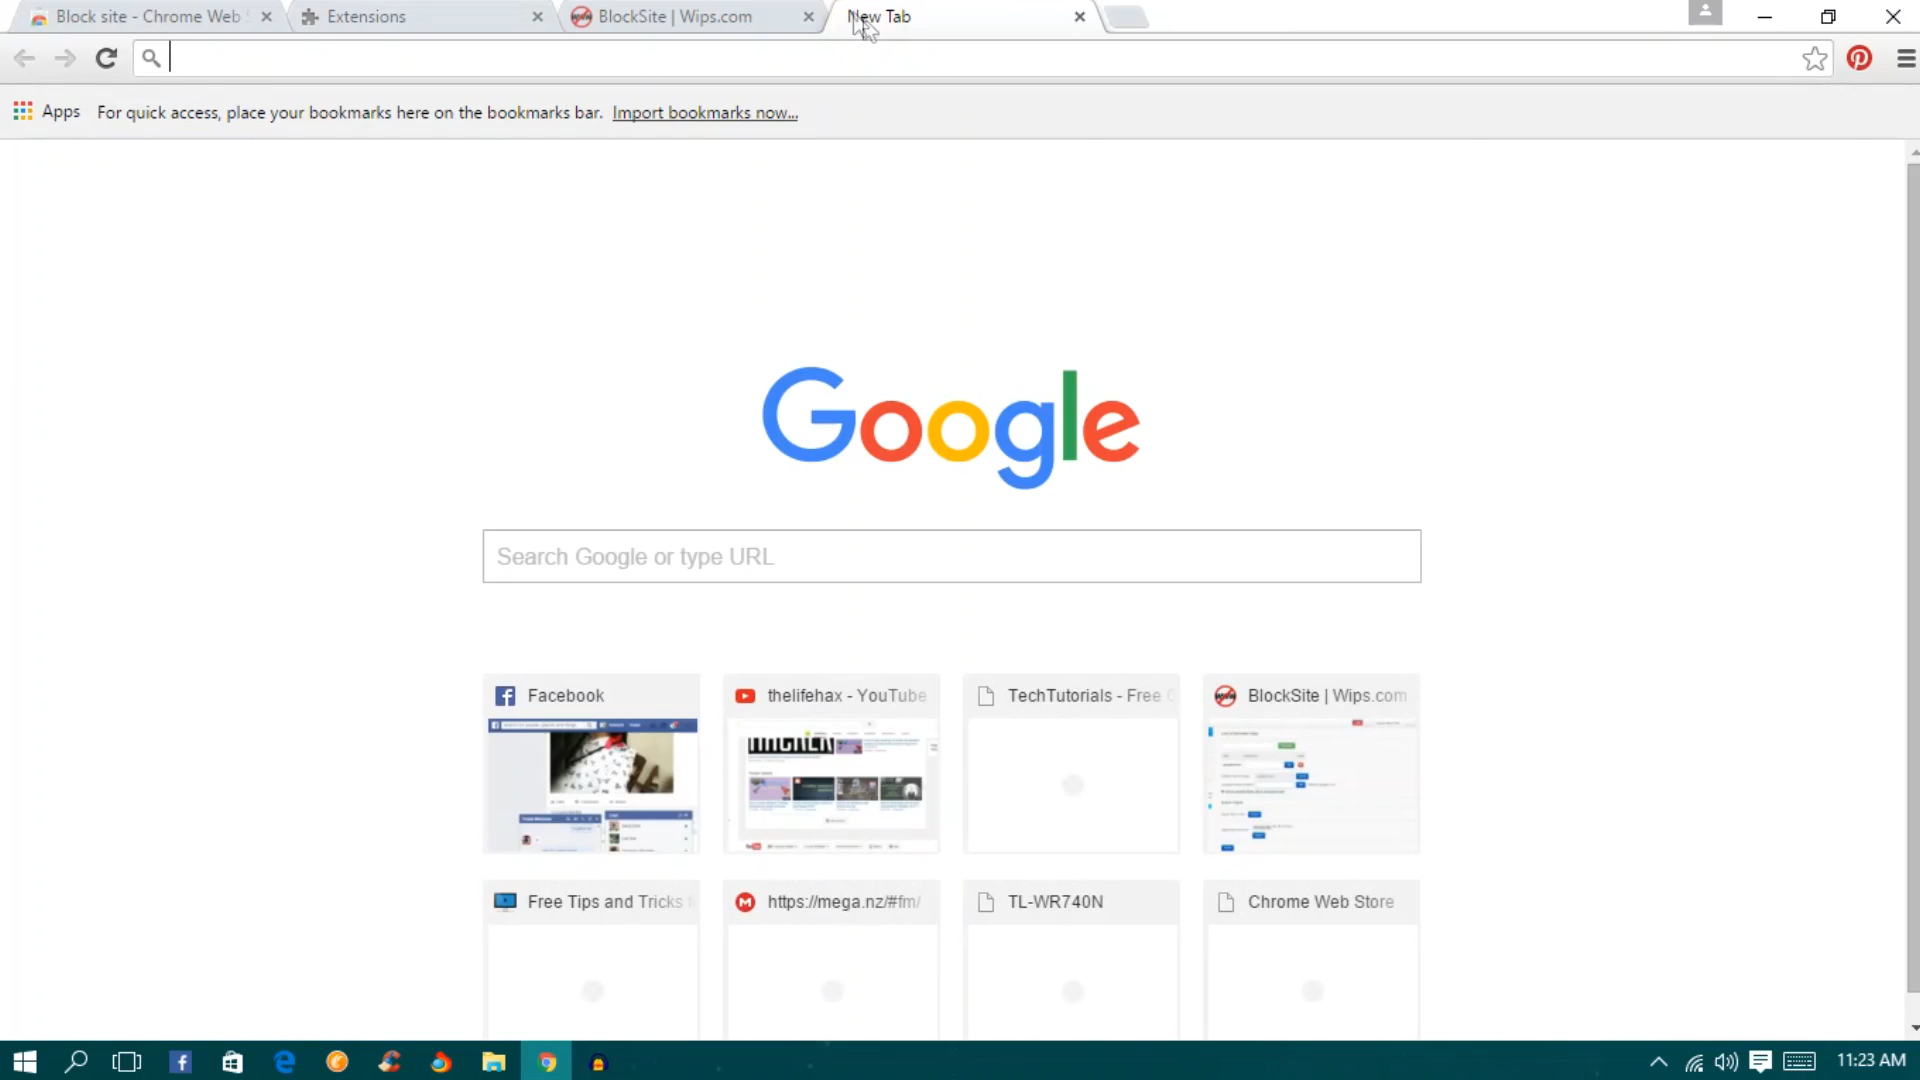 Block site - Chrome Web
Extensions
BlockSite | Wips.com
New Tab
Apps
For quick access, place your bookmarks here on the bookmarks bar. Import bookmarks now...
Google
Search Google or type URL
Facebook
thelifehax - YouTube
TechTutorials - Free
BlockSite | Wips.com
Free Tips and Tricks
https://mega.nz/#fm/
TL-WR740N
Chrome Web Store
11:23 AM